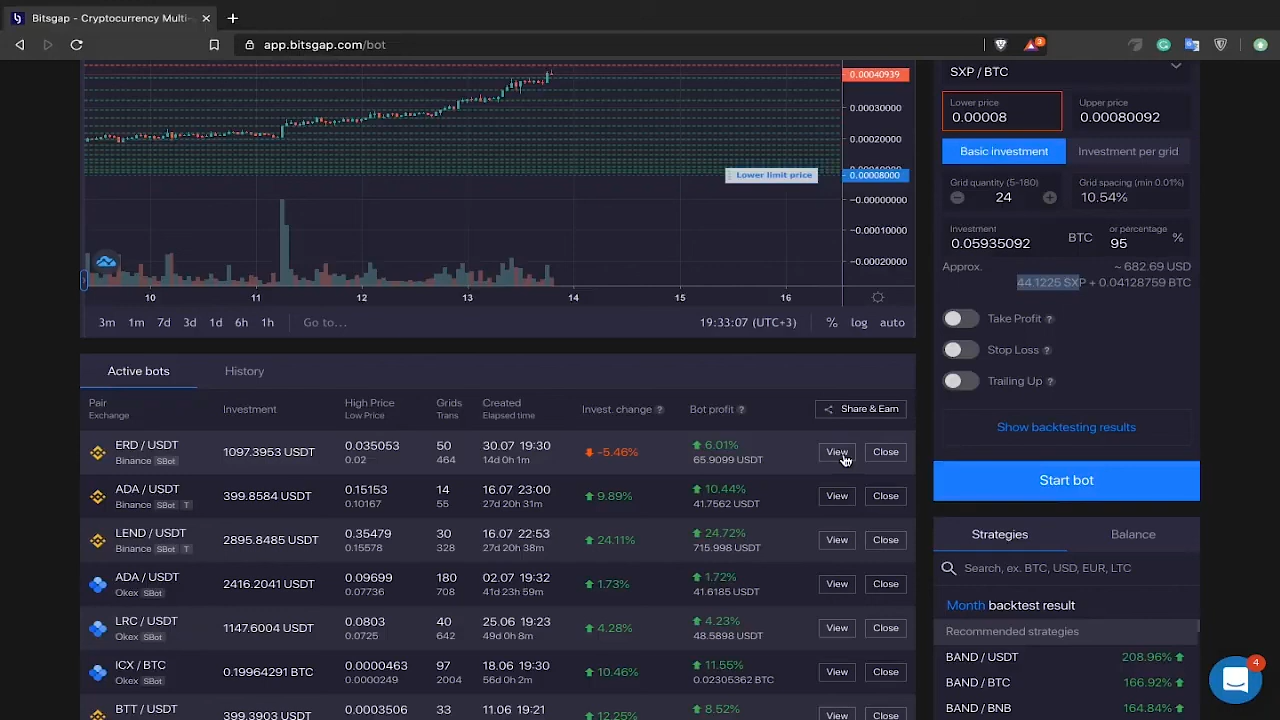 Bitsgap - Cryptocurrency Multi-
app.bitsgap.com/bot
3
0.00040939
0.00030000
0.00020000
Lower limit price
0.00008000
−0.00000000
−0.00010000
−0.00020000
10 11 12 13 14 15 16
3m 1m 7d 3d 1d 6h 1h Go to... 19:33:07 (UTC+3) % log auto
SXP / BTC
Lower price Upper price
0.00008 0.00080092
Basic investment Investment per grid
Grid quantity (5-180) Grid spacing (min 0.01%)
24 10.54%
Investment or percentage
0.05935092 BTC 95 %
Approx. ~ 682.69 USD
44.1225 SXP + 0.04128759 BTC
Take Profit ?
Stop Loss ?
Trailing Up ?
Show backtesting results
Start bot
Active bots History
Pair Investment High Price Grids Created Invest. change ? Bot profit ? Share & Earn
Exchange Low Price Trans Elapsed time
ERD / USDT 1097.3953 USDT 0.035053 50 30.07 19:30 -5.46% 6.01% View Close
Binance SBot 0.02 464 14d 0h 1m 65.9099 USDT
ADA / USDT 399.8584 USDT 0.15153 14 16.07 23:00 9.89% 10.44% View Close
Binance SBot T 0.10167 55 27d 20h 31m 41.7562 USDT
LEND / USDT 2895.8485 USDT 0.35479 30 16.07 22:53 24.11% 24.72% View Close
Binance SBot T 0.15578 328 27d 20h 38m 715.998 USDT
ADA / USDT 2416.2041 USDT 0.09699 180 02.07 19:32 1.73% 1.72% View Close
Okex SBot 0.07736 708 41d 23h 59m 41.6185 USDT
LRC / USDT 1147.6004 USDT 0.0803 40 25.06 19:23 4.28% 4.23% View Close
Okex SBot 0.0725 642 49d 0h 8m 48.5898 USDT
ICX / BTC 0.19964291 BTC 0.0000463 97 18.06 19:30 10.46% 11.55% View Close
Okex SBot 0.0000249 2004 56d 0h 2m 0.02305362 BTC
BTT / USDT 399.3903 USDT 0.0003506 33 11.06 19:21 12.25% 8.52% View Close
Strategies Balance
Search, ex. BTC, USD, EUR, LTC
Month backtest result
Recommended strategies
BAND / USDT 208.96%
BAND / BTC 166.92%
BAND / BNB 164.84%
4